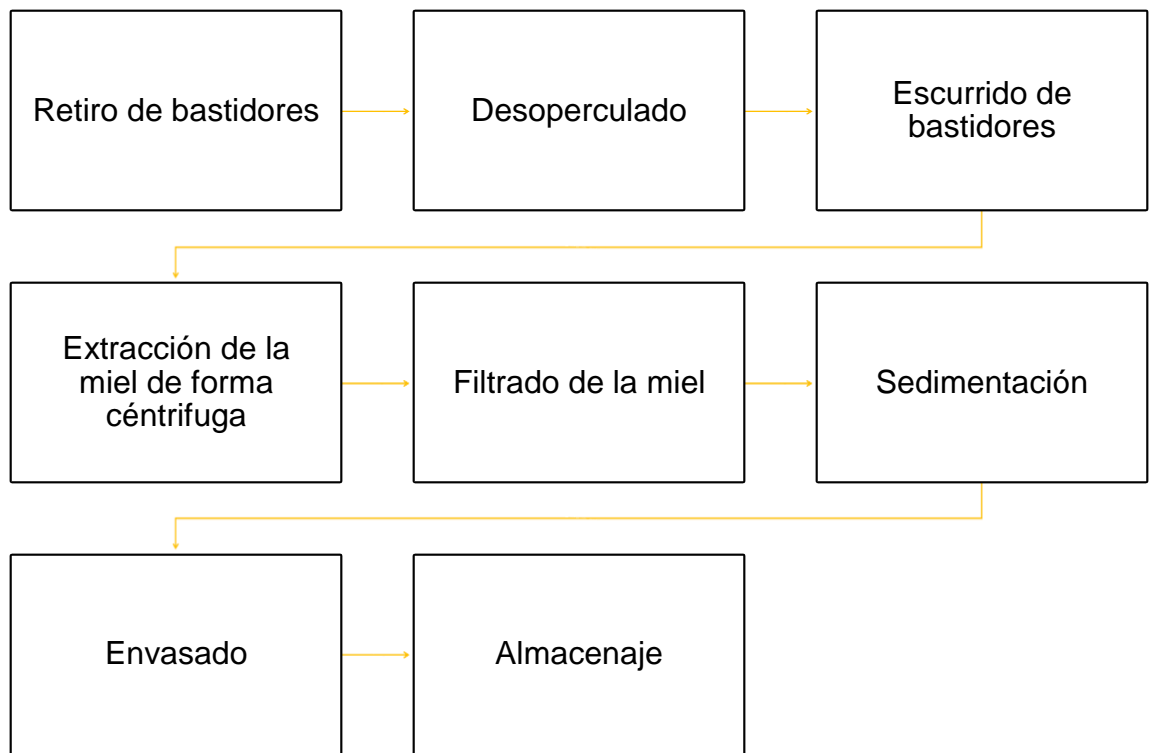 Retiro de bastidores
Desoperculado
Escurrido de
bastidores
Extracción de la
miel de forma
céntrifuga
Filtrado de la miel
Sedimentación
Envasado
Almacenaje